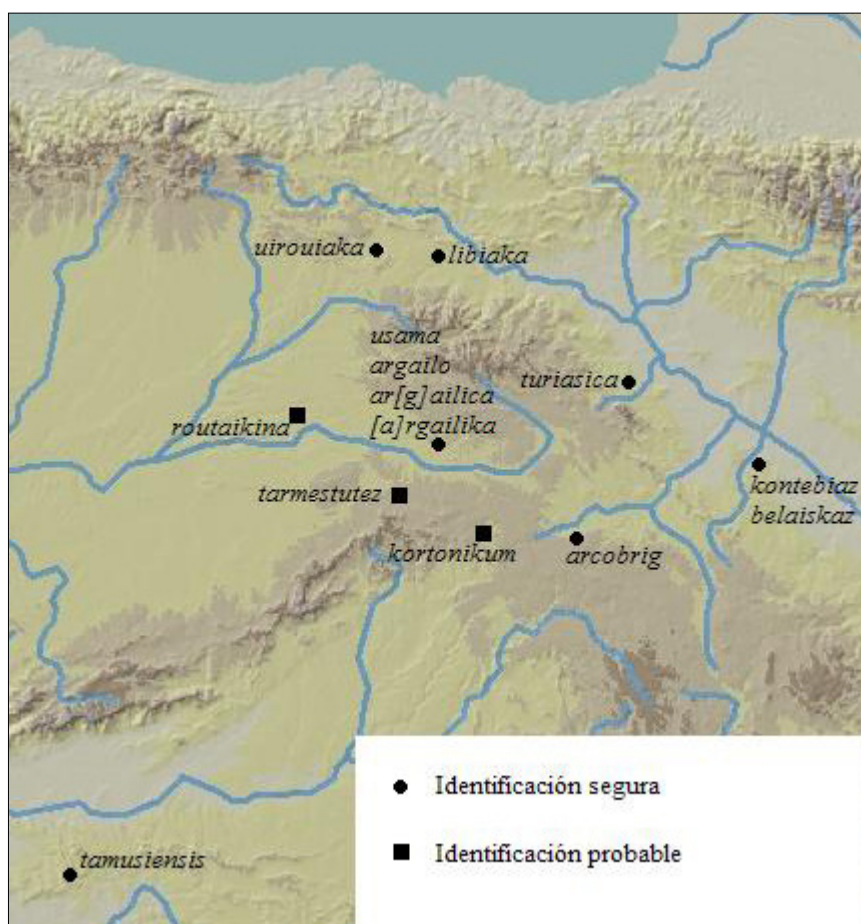 uirouiaka
libiaka
usama
argailo
ar[g]ailica
[a]rgailika
turiasica
routaikina
kontebiaz
belaiskaz
tarmestutez
kortonikum
arcobrig
Identificación segura
Identificación probable
tamusiensis